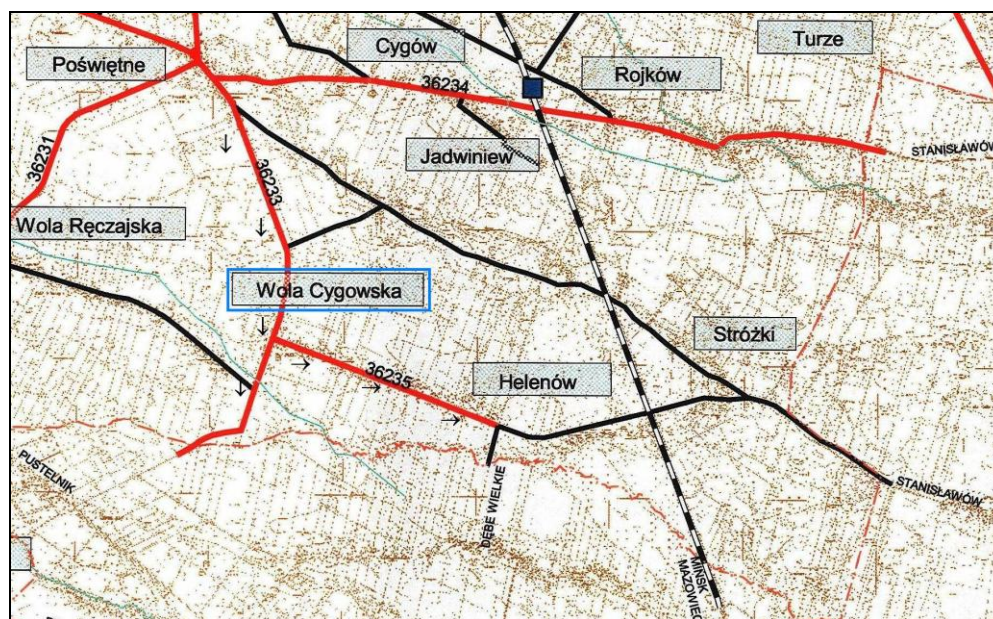 Cygów
Turze
Poświętne
Rojków
36234
STANISŁAWÓW
Jadwiniew
36231
36233
Wola Ręczajska
Wola Cygowska
Stróżki
36235
Helenów
PUSTELNIK
DĘBE WIELKIE
STANISŁAWÓW
MIŃSK
MAZOWIEC